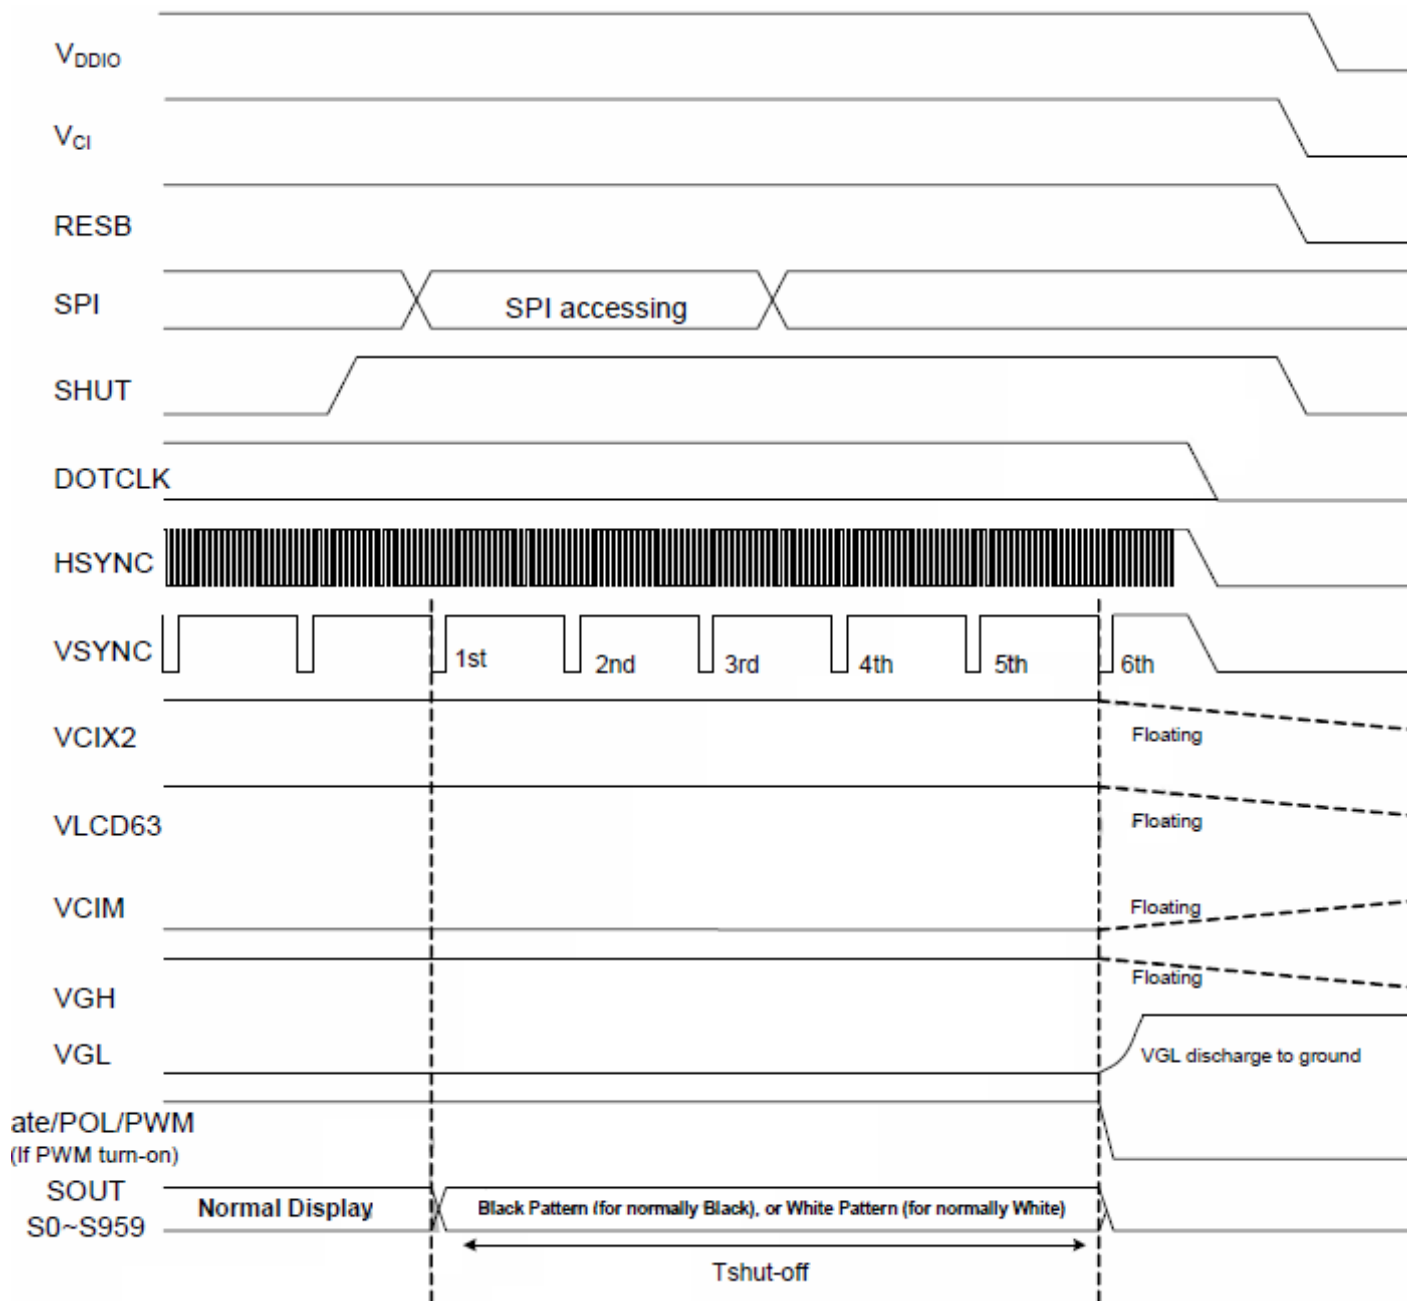 VDDIO
VCI
RESB
SPI
SPI accessing
SHUT
DOTCLK
HSYNC
VSYNC
1st
2nd
3rd
4th
5th
6th
VCIX2
Floating
VLCD63
Floating
VCIM
Floating
VGH
Floating
VGL
VGL discharge to ground
ate/POL/PWM
(If PWM turn-on)
SOUT
S0~S959
Normal Display
Black Pattern (for normally Black), or White Pattern (for normally White)
Tshut-off